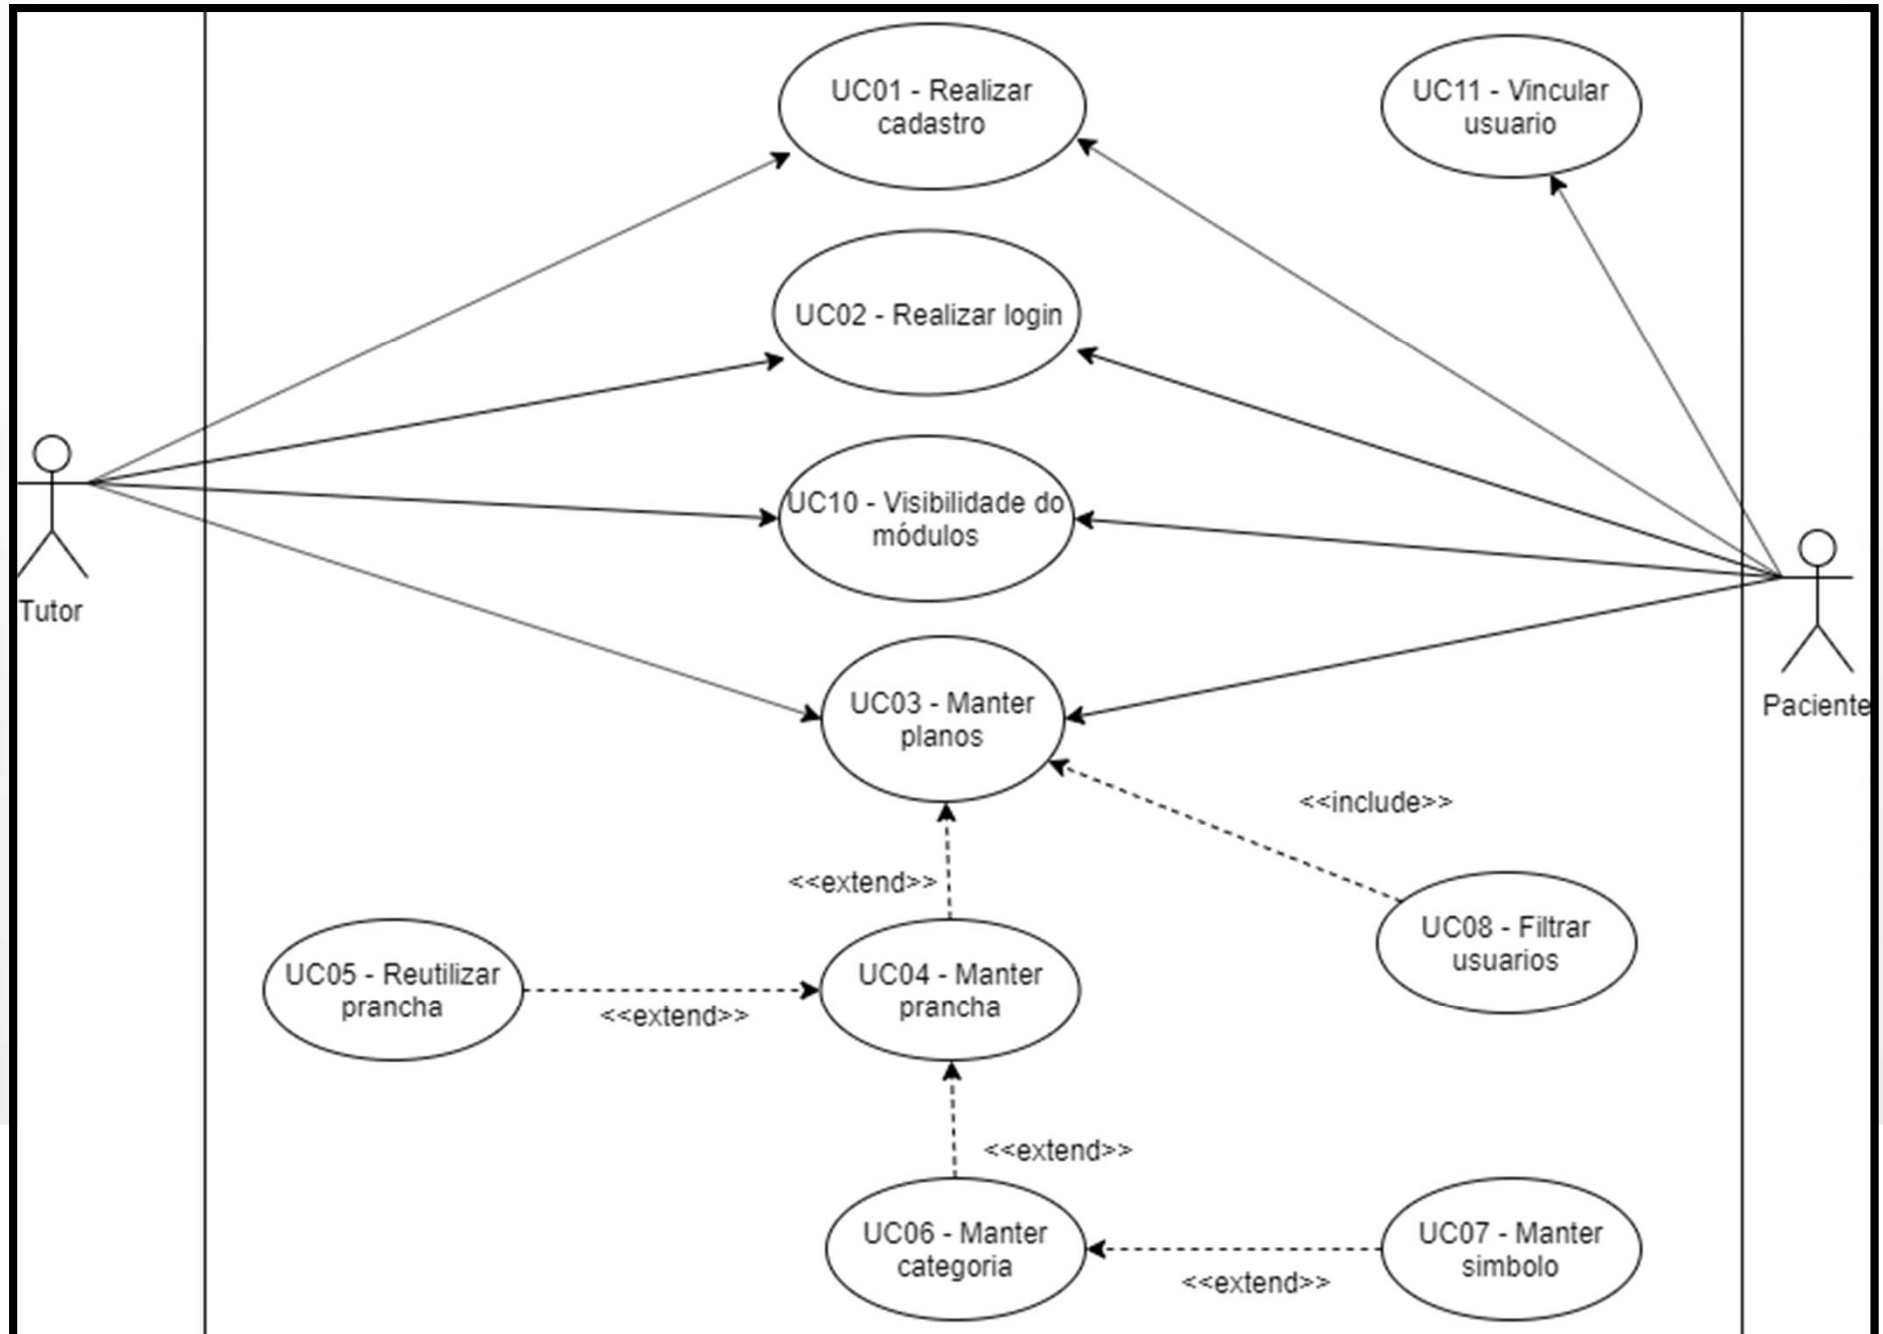 UC01 - Realizar
cadastro
UC11 - Vincular
usuario
UC02 - Realizar login
UC10 - Visibilidade do
módulos
Tutor
UC03 - Manter
planos
Paciente
<<include>>
<<extend>>
UC08 - Filtrar
usuarios
UC05 - Reutilizar
prancha
<<extend>>
UC04 - Manter
prancha
<<extend>>
UC06 - Manter
categoria
<<extend>>
UC07 - Manter
simbolo